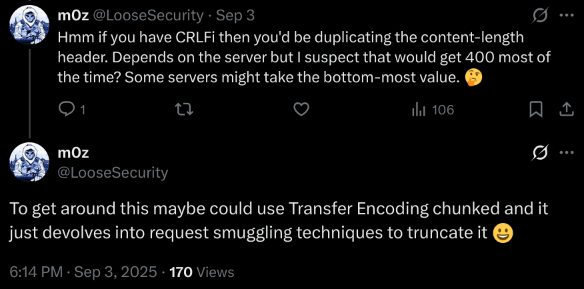 m0z @LooseSecurity · Sep 3
Hmm if you have CRLFi then you'd be duplicating the content-length
header. Depends on the server but I suspect that would get 400 most of
the time? Some servers might take the bottom-most value. 🤔
1 106
m0z
@LooseSecurity
To get around this maybe could use Transfer Encoding chunked and it
just devolves into request smuggling techniques to truncate it 😀
6:14 PM · Sep 3, 2025 · 170 Views